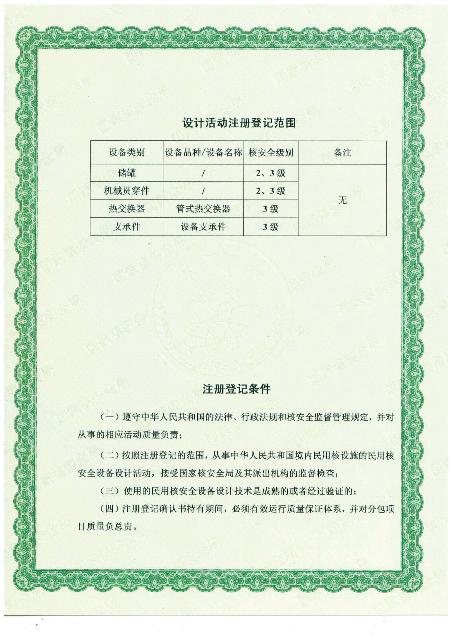 设计活动注册登记范围
设备类别 设备品种/设备名称 核安全级别 备注
储罐 / 2、3级
机械贯穿件 / 2、3级
无
热交换器 管式热交换器 3级
支承件 设备支承件 3级
注册登记条件
（一）遵守中华人民共和国的法律、行政法规和核安全监督管理规定，并对
从事的相应活动质量负责；
（二）按照注册登记的范围，从事中华人民共和国境内民用核设施的民用核
安全设备设计活动，接受国家核安全局及其派出机构的监督检查；
（三）使用的民用核安全设备设计技术是成熟的或者经过验证的；
（四）注册登记确认书持有期间，必须有效运行质量保证体系，并对分包项
目质量负总责。